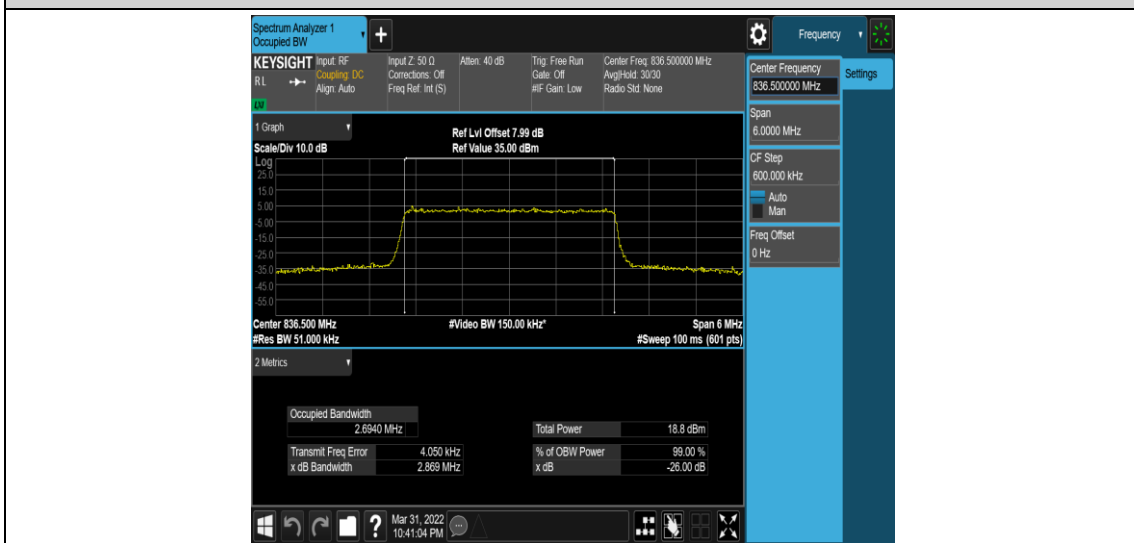 Spectrum Analyzer 1
Occupied BW
+
Frequency
KEYSIGHT
RL
LXI
Input: RF
Coupling: DC
Align: Auto
Input Z: 50 Ω
Corrections: Off
Freq Ref: Int (S)
Atten: 40 dB
Trig: Free Run
Gate: Off
#IF Gain: Low
Center Freq: 836.500000 MHz
Avg|Hold: 30/30
Radio Std: None
Center Frequency
836.500000 MHz
Settings
Span
6.0000 MHz
CF Step
600.000 kHz
Auto
Man
Freq Offset
0 Hz
1 Graph
Scale/Div 10.0 dB
Ref Lvl Offset 7.99 dB
Ref Value 35.00 dBm
Log
25.0
15.0
5.00
-5.00
-15.0
-25.0
-35.0
-45.0
-55.0
Center 836.500 MHz
#Res BW 51.000 kHz
#Video BW 150.00 kHz*
Span 6 MHz
#Sweep 100 ms (601 pts)
2 Metrics
Occupied Bandwidth
2.6940 MHz
Transmit Freq Error 4.050 kHz
x dB Bandwidth 2.869 MHz
Total Power 18.8 dBm
% of OBW Power 99.00 %
x dB -26.00 dB
?
Mar 31, 2022
10:41:04 PM